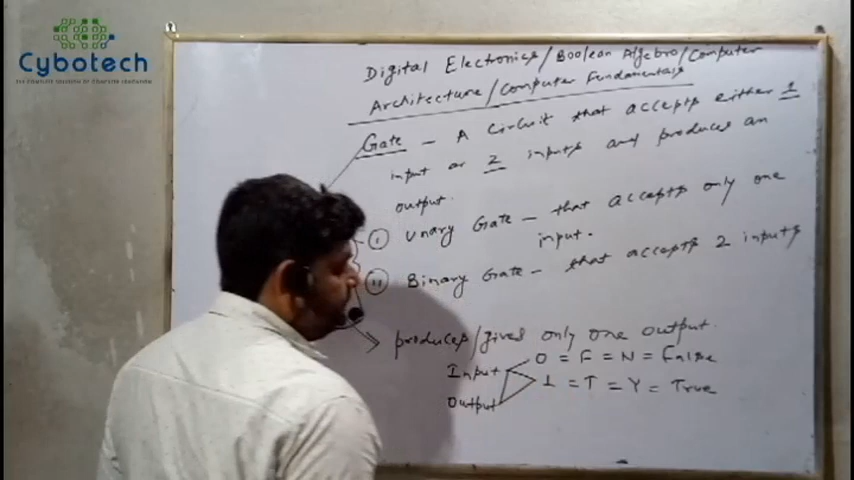 Cybotech
Digital Electronics/Boolean Algebra/Computer
Architecture/Computer Fundamentals
Gate - A circuit that accepts either 1
input or 2 inputs and produces an
output.
(i) Unary Gate - that accepts only one
input.
(ii) Binary Gate - that accepts 2 inputs
produces/gives only one output.
Input 0 = F = N = False
Output 1 = T = Y = True